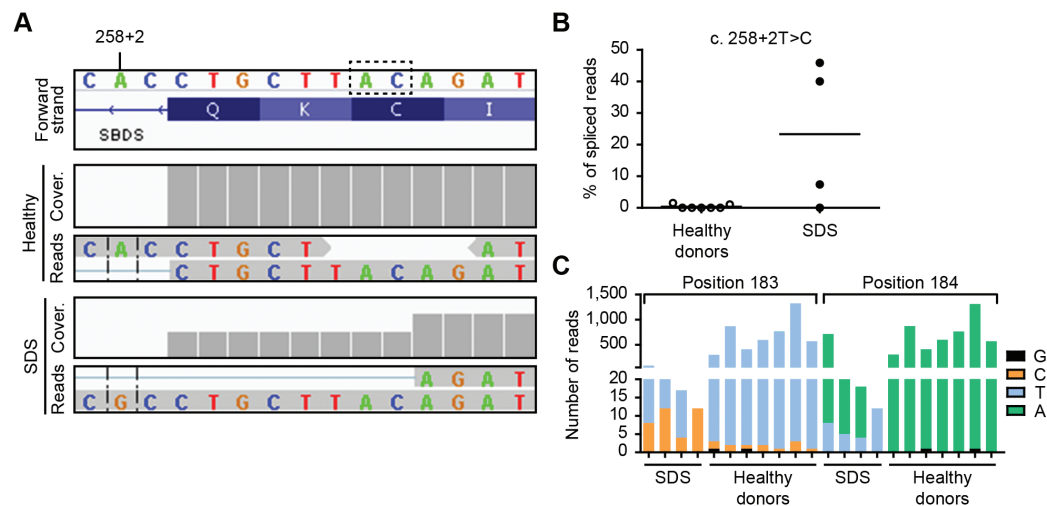 A
258+2
C A C C T G C T T A C A G A T
Forward
strand
Q K C I
SBDS
Healthy
Cover.
Reads
C A C C T G C T A T
C T G C T T A C A G A T
SDS
Cover.
Reads
A G A T
C G C C T G C T T A C A G A T
B
c. 258+2T>C
% of spliced reads
50
40
30
20
10
0
Healthy
donors
SDS
C
Position 183 Position 184
Number of reads
1,500
1,000
500
20
15
10
5
0
SDS Healthy
donors
SDS Healthy
donors
G
C
T
A